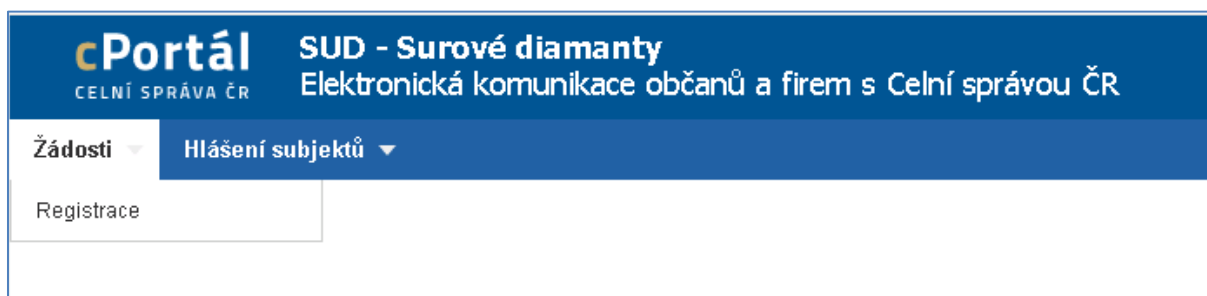 cPortál
CELNÍ SPRÁVA ČR
SUD - Surové diamanty
Elektronická komunikace občanů a firem s Celní správou ČR
Žádosti
Hlášení subjektů
Registrace